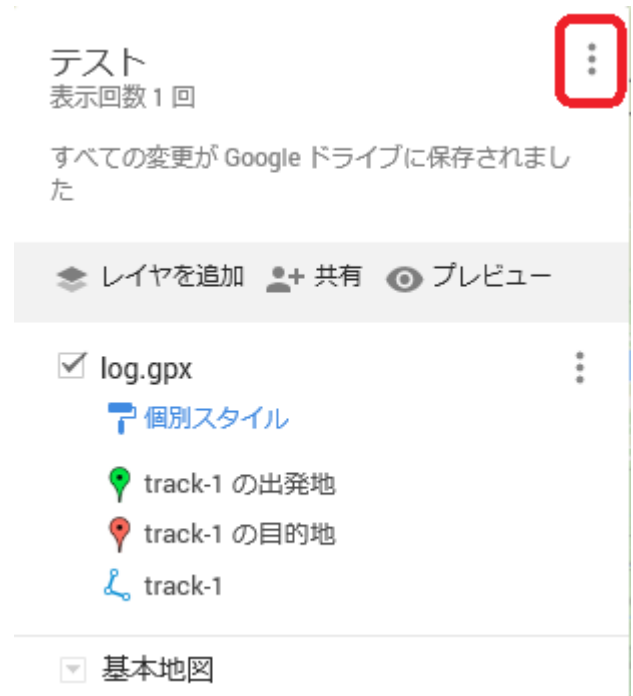 テスト
表示回数 1 回
すべての変更が Google ドライブに保存されまし
た
レイヤを追加 共有 プレビュー
log.gpx
個別スタイル
track-1 の出発地
track-1 の目的地
track-1
基本地図